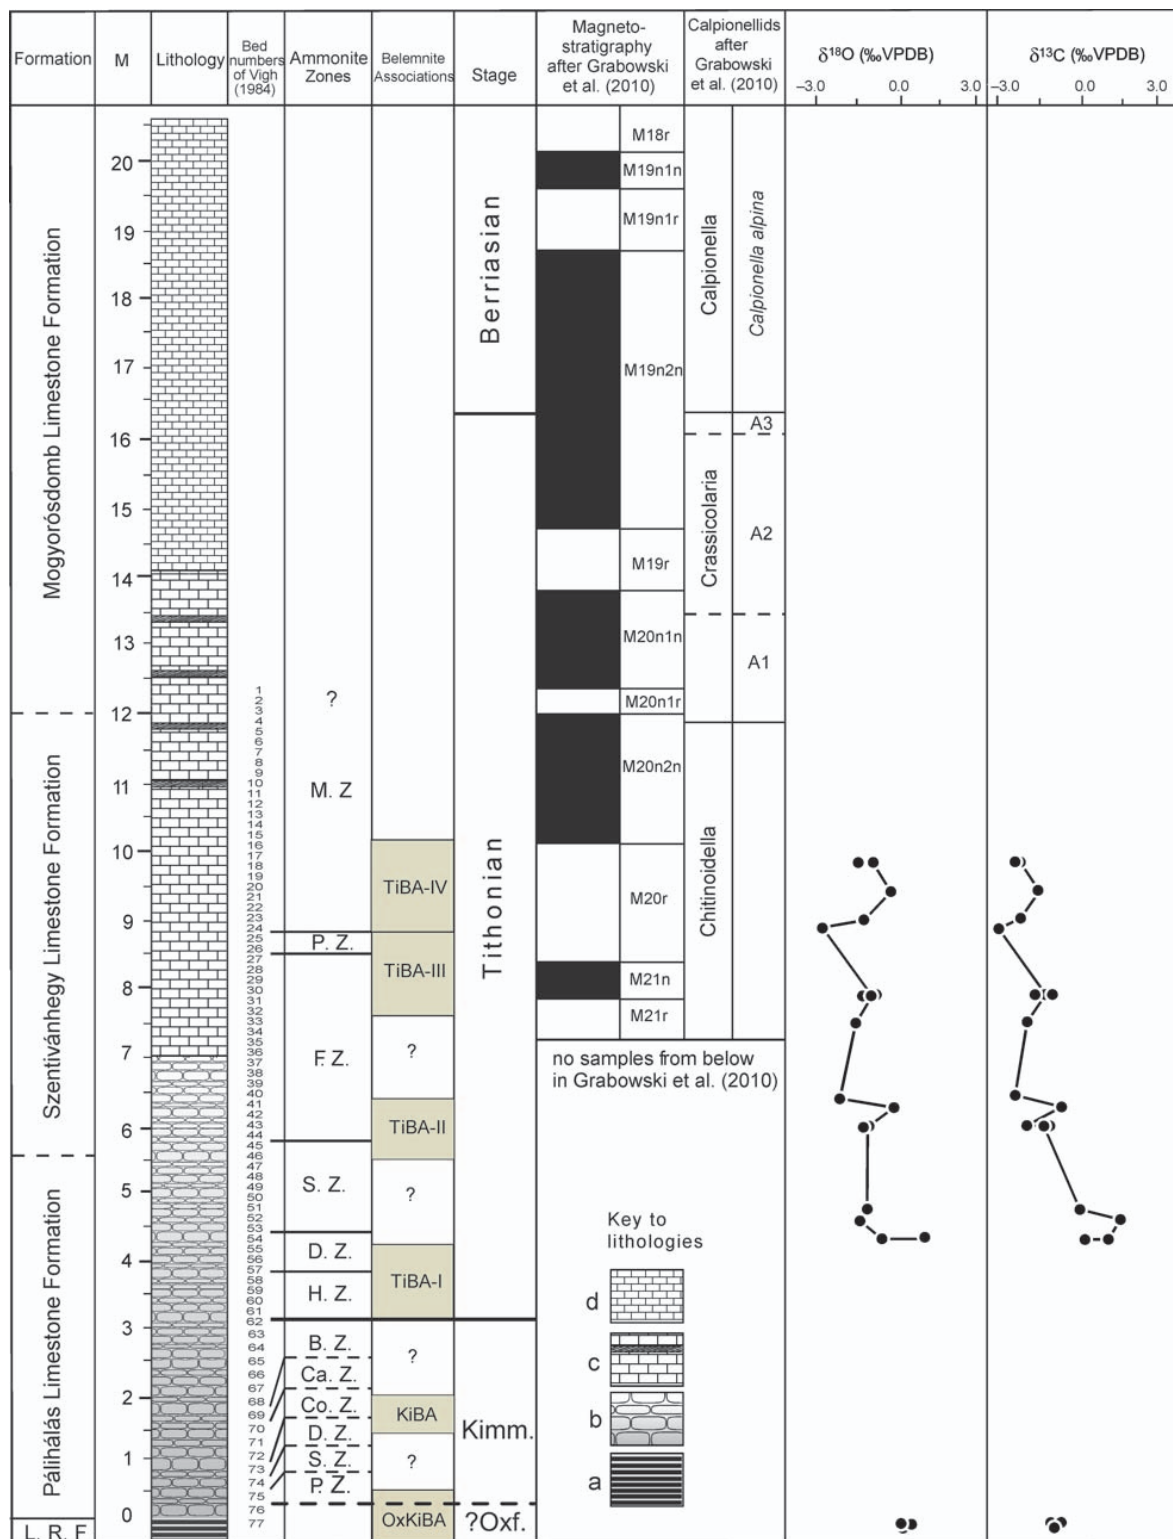 Formation
M
Lithology
Bed
numbers
of Vigh
(1984)
Ammonite
Zones
Belemnite
Associations
Stage
Magneto-
stratigraphy
after Grabowski
et al. (2010)
Calpionellids
after
Grabowski
et al. (2010)
δ¹⁸O (‰VPDB)
–3.0 0.0 3.0
δ¹³C (‰VPDB)
–3.0 0.0 3.0
Mogyorósdomb Limestone Formation
Szentivánhegy Limestone Formation
Pálihálás Limestone Formation
L. R. F
20
19
18
17
16
15
14
13
12
11
10
9
8
7
6
5
4
3
2
1
0
1
2
3
4
5
6
7
8
9
10
11
12
13
14
15
16
17
18
19
20
21
22
23
24
25
26
27
28
29
30
31
32
33
34
35
36
37
38
39
40
41
42
43
44
45
46
47
48
49
50
51
52
53
54
55
56
57
58
59
60
61
62
63
64
65
66
67
68
69
70
71
72
73
74
75
76
77
?
M. Z
P. Z.
F. Z.
S. Z.
D. Z.
H. Z.
B. Z.
Ca. Z.
Co. Z.
D. Z.
S. Z.
P. Z.
TiBA-IV
TiBA-III
?
TiBA-II
?
TiBA-I
?
KiBA
?
OxKiBA
Berriasian
Tithonian
Kimm.
?Oxf.
M18r
M19n1n
M19n1r
M19n2n
M19r
M20n1n
M20n1r
M20n2n
M20r
M21n
M21r
Calpionella
Crassicolaria
Chitinoidella
Calpionella alpina
A3
A2
A1
no samples from below
in Grabowski et al. (2010)
Key to
lithologies
d
c
b
a